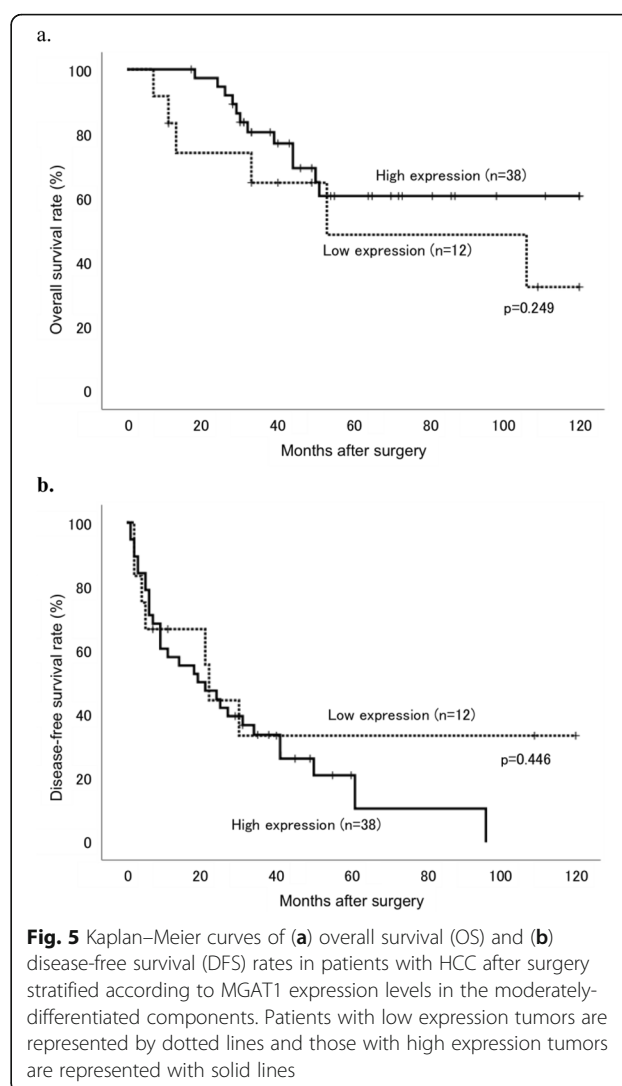 a.
100
80
60
40
20
0
Overall survival rate (%)
High expression (n=38)
Low expression (n=12)
p=0.249
0 20 40 60 80 100 120
Months after surgery
b.
100
80
60
40
20
0
Disease-free survival rate (%)
Low expression (n=12)
p=0.446
High expression (n=38)
0 20 40 60 80 100 120
Months after surgery
Fig. 5 Kaplan–Meier curves of (a) overall survival (OS) and (b)
disease-free survival (DFS) rates in patients with HCC after surgery
stratified according to MGAT1 expression levels in the moderately-
differentiated components. Patients with low expression tumors are
represented by dotted lines and those with high expression tumors
are represented with solid lines